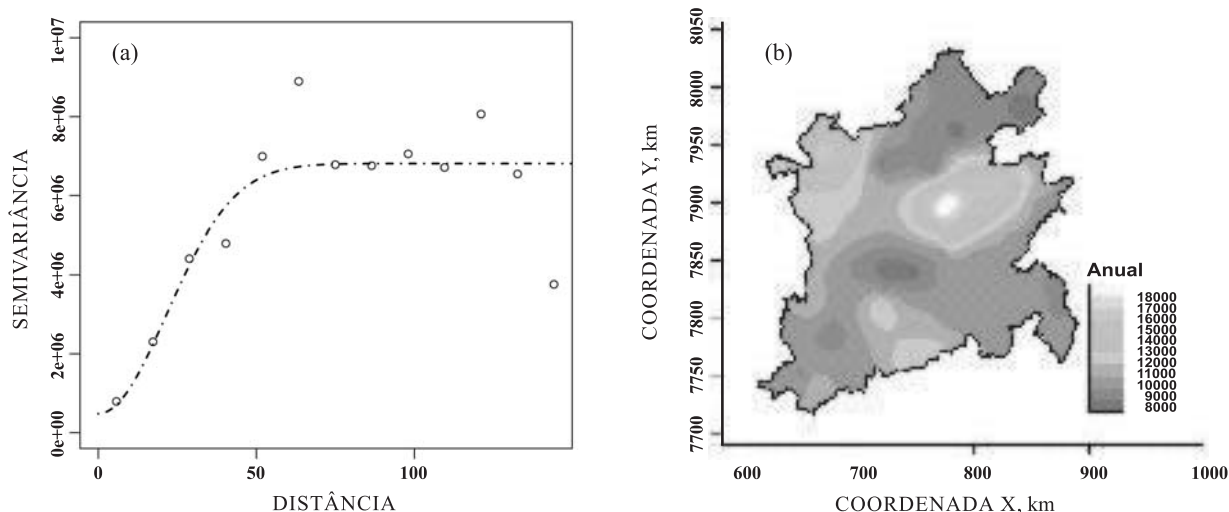 (a)
1e+07
8e+06
6e+06
4e+06
2e+06
0e+00
SEMIVARIÂNCIA
0 50 100
DISTÂNCIA
(b)
8050
8000
7950
7900
7850
7800
7750
7700
COORDENADA Y, km
Anual
18000
17000
16000
15000
14000
13000
12000
11000
10000
9000
8000
600 700 800 900 1000
COORDENADA X, km